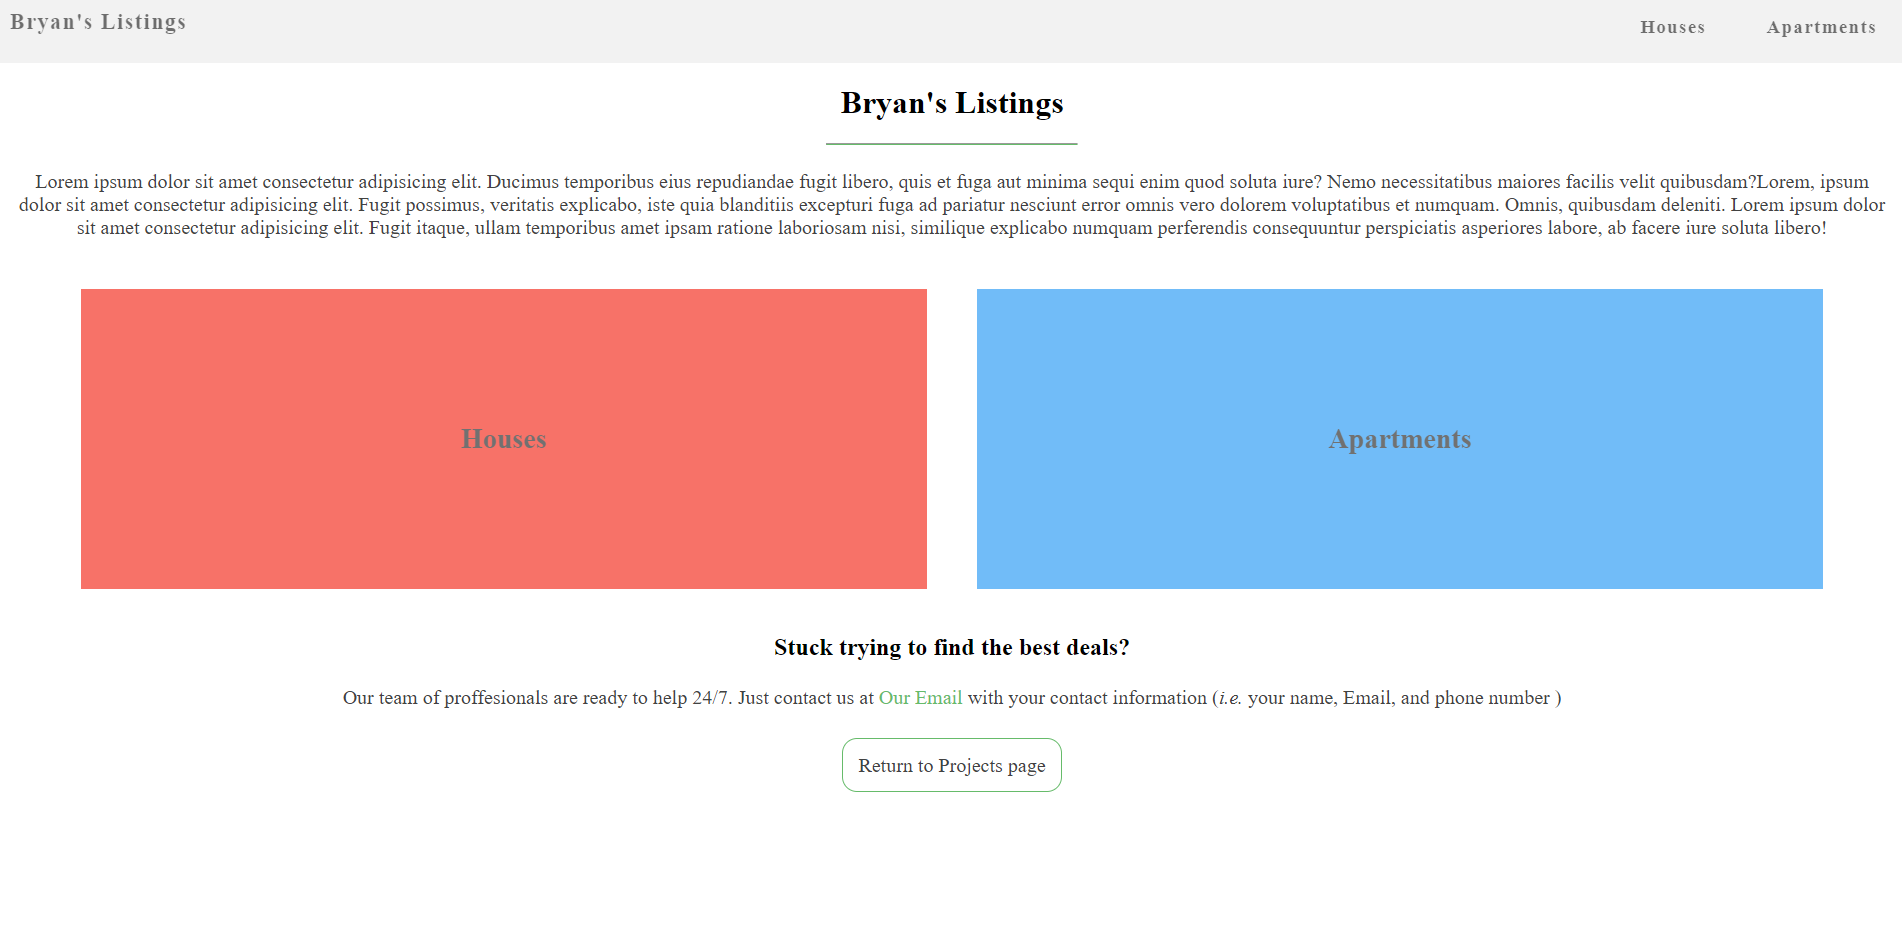 Bryan's Listings
Houses
Apartments
Bryan's Listings
Lorem ipsum dolor sit amet consectetur adipisicing elit. Ducimus temporibus eius repudiandae fugit libero, quis et fuga aut minima sequi enim quod soluta iure? Nemo necessitatibus maiores facilis velit quibusdam?Lorem, ipsum
dolor sit amet consectetur adipisicing elit. Fugit possimus, veritatis explicabo, iste quia blanditiis excepturi fuga ad pariatur nesciunt error omnis vero dolorem voluptatibus et numquam. Omnis, quibusdam deleniti. Lorem ipsum dolor
sit amet consectetur adipisicing elit. Fugit itaque, ullam temporibus amet ipsam ratione laboriosam nisi, similique explicabo numquam perferendis consequuntur perspiciatis asperiores labore, ab facere iure soluta libero!
Houses
Apartments
Stuck trying to find the best deals?
Our team of proffesionals are ready to help 24/7. Just contact us at Our Email with your contact information (i.e. your name, Email, and phone number )
Return to Projects page